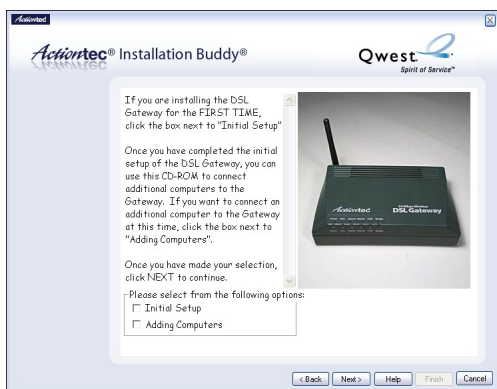 Actiontec
Actiontec® Installation Buddy®
Qwest.
Spirit of Service™
If you are installing the DSL
Gateway for the FIRST TIME,
click the box next to "Initial Setup"
Once you have completed the initial
setup of the DSL Gateway, you can
use this CD-ROM to connect
additional computers to the
Gateway. If you want to connect an
additional computer to the Gateway
at this time, click the box next to
"Adding Computers".
Once you have made your selection,
click NEXT to continue.
Actiontec
DSL Gateway
Please select from the following options:
Initial Setup
Adding Computers
< Back
Next >
Help
Finish
Cancel